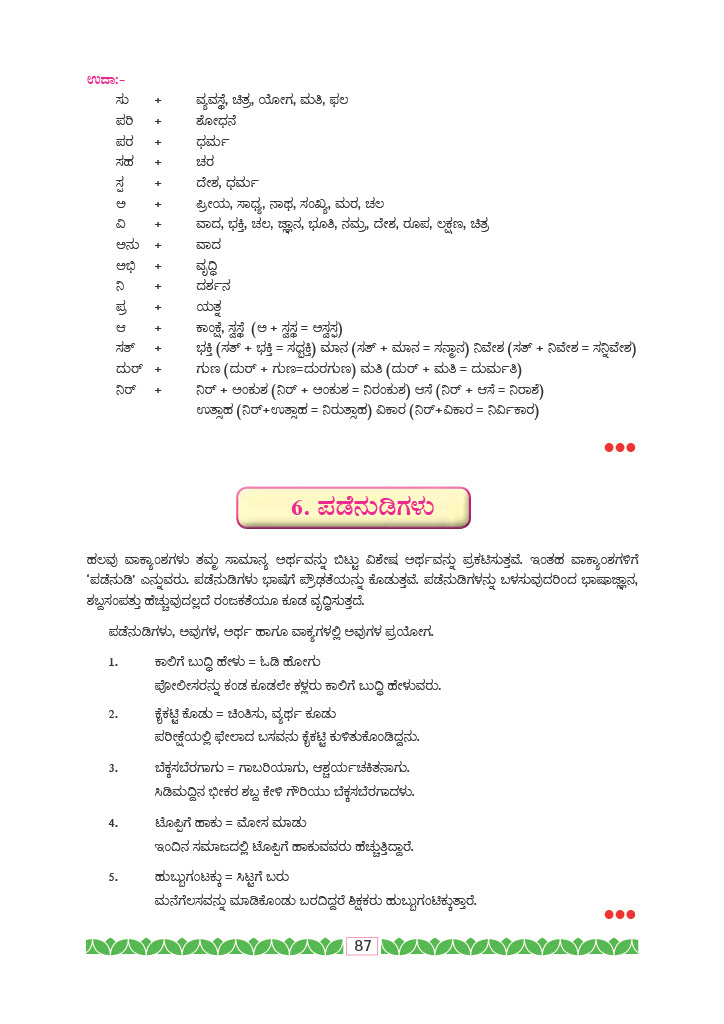 ಉದಾ:-
ಸು + ವ್ಯವಸ್ಥೆ, ಚಿತ್ರ, ಯೋಗ, ಮತಿ, ಫಲ
ಪರಿ + ಶೋಧನೆ
ಪರ + ಧರ್ಮ
ಸಹ + ಚರ
ಸ್ವ + ದೇಶ, ಧರ್ಮ
ಅ + ಪ್ರೀಯ, ಸಾಧ್ಯ, ನಾಥ, ಸಂಖ್ಯ, ಮರ, ಚಲ
ವಿ + ವಾದ, ಭಕ್ತಿ, ಚಲ, ಜ್ಞಾನ, ಭೂತಿ, ನಮ್ರ, ದೇಶ, ರೂಪ, ಲಕ್ಷಣ, ಚಿತ್ರ
ಅನು + ವಾದ
ಅಭಿ + ವೃದ್ಧಿ
ನಿ + ದರ್ಶನ
ಪ್ರ + ಯತ್ನ
ಆ + ಕಾಂಕ್ಷೆ, ಸ್ವಸ್ಥೆ (ಅ + ಸ್ವಸ್ಥ = ಅಸ್ವಸ್ಥ)
ಸತ್ + ಭಕ್ತಿ (ಸತ್ + ಭಕ್ತಿ = ಸದ್ಭಕ್ತಿ) ಮಾನ (ಸತ್ + ಮಾನ = ಸನ್ಮಾನ) ನಿವೇಶ (ಸತ್ + ನಿವೇಶ = ಸನ್ನಿವೇಶ)
ದುರ್ + ಗುಣ (ದುರ್ + ಗುಣ=ದುರಗುಣ) ಮತಿ (ದುರ್ + ಮತಿ = ದುರ್ಮತಿ)
ನಿರ್ + ನಿರ್ + ಅಂಕುಶ (ನಿರ್ + ಅಂಕುಶ = ನಿರಂಕುಶ) ಆಸೆ (ನಿರ್ + ಆಸೆ = ನಿರಾಶೆ)
ಉತ್ಸಾಹ (ನಿರ್+ಉತ್ಸಾಹ = ನಿರುತ್ಸಾಹ) ವಿಕಾರ (ನಿರ್+ವಿಕಾರ = ನಿರ್ವಿಕಾರ)
6. ಪಡೆನುಡಿಗಳು
ಹಲವು ವಾಕ್ಯಾಂಶಗಳು ತಮ್ಮ ಸಾಮಾನ್ಯ ಅರ್ಥವನ್ನು ಬಿಟ್ಟು ವಿಶೇಷ ಅರ್ಥವನ್ನು ಪ್ರಕಟಿಸುತ್ತವೆ. ಇಂತಹ ವಾಕ್ಯಾಂಶಗಳಿಗೆ
‘ಪಡೆನುಡಿ’ ಎನ್ನುವರು. ಪಡೆನುಡಿಗಳು ಭಾಷೆಗೆ ಪ್ರೌಢತೆಯನ್ನು ಕೊಡುತ್ತವೆ. ಪಡೆನುಡಿಗಳನ್ನು ಬಳಸುವುದರಿಂದ ಭಾಷಾಜ್ಞಾನ,
ಶಬ್ದಸಂಪತ್ತು ಹೆಚ್ಚುವುದಲ್ಲದೆ ರಂಜಕತೆಯೂ ಕೂಡ ವೃದ್ಧಿಸುತ್ತದೆ.
ಪಡೆನುಡಿಗಳು, ಅವುಗಳ, ಅರ್ಥ ಹಾಗೂ ವಾಕ್ಯಗಳಲ್ಲಿ ಅವುಗಳ ಪ್ರಯೋಗ.
1. ಕಾಲಿಗೆ ಬುದ್ಧಿ ಹೇಳು = ಓಡಿ ಹೋಗು
ಪೋಲೀಸರನ್ನು ಕಂಡ ಕೂಡಲೇ ಕಳ್ಳರು ಕಾಲಿಗೆ ಬುದ್ಧಿ ಹೇಳುವರು.
2. ಕೈಕಟ್ಟಿ ಕೊಡು = ಚಿಂತಿಸು, ವ್ಯರ್ಥ ಕೂಡು
ಪರೀಕ್ಷೆಯಲ್ಲಿ ಫೇಲಾದ ಬಸವನು ಕೈಕಟ್ಟಿ ಕುಳಿತುಕೊಂಡಿದ್ದನು.
3. ಬೆಕ್ಕಸಬೆರಗಾಗು = ಗಾಬರಿಯಾಗು, ಆಶ್ಚರ್ಯಚಕಿತನಾಗು.
ಸಿಡಿಮದ್ದಿನ ಭೀಕರ ಶಬ್ದ ಕೇಳಿ ಗೌರಿಯು ಬೆಕ್ಕಸಬೆರಗಾದಳು.
4. ಟೊಪ್ಪಿಗೆ ಹಾಕು = ಮೋಸ ಮಾಡು
ಇಂದಿನ ಸಮಾಜದಲ್ಲಿ ಟೊಪ್ಪಿಗೆ ಹಾಕುವವರು ಹೆಚ್ಚುತ್ತಿದ್ದಾರೆ.
5. ಹುಬ್ಬುಗಂಟಕ್ಕು = ಸಿಟ್ಟಿಗೆ ಬರು
ಮನೆಗೆಲಸವನ್ನು ಮಾಡಿಕೊಂಡು ಬರದಿದ್ದರೆ ಶಿಕ್ಷಕರು ಹುಬ್ಬುಗಂಟಿಕ್ಕುತ್ತಾರೆ.
87